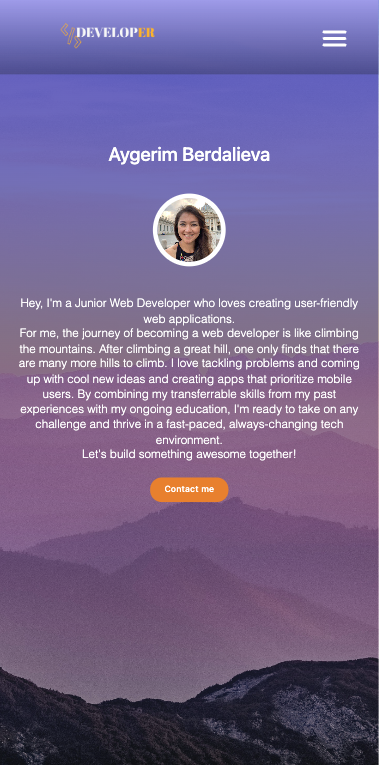 DEVELOPER
Aygerim Berdalieva
Hey, I'm a Junior Web Developer who loves creating user-friendly
web applications.
For me, the journey of becoming a web developer is like climbing
the mountains. After climbing a great hill, one only finds that there
are many more hills to climb. I love tackling problems and coming
up with cool new ideas and creating apps that prioritize mobile
users. By combining my transferrable skills from my past
experiences with my ongoing education, I'm ready to take on any
challenge and thrive in a fast-paced, always-changing tech
environment.
Let's build something awesome together!
Contact me